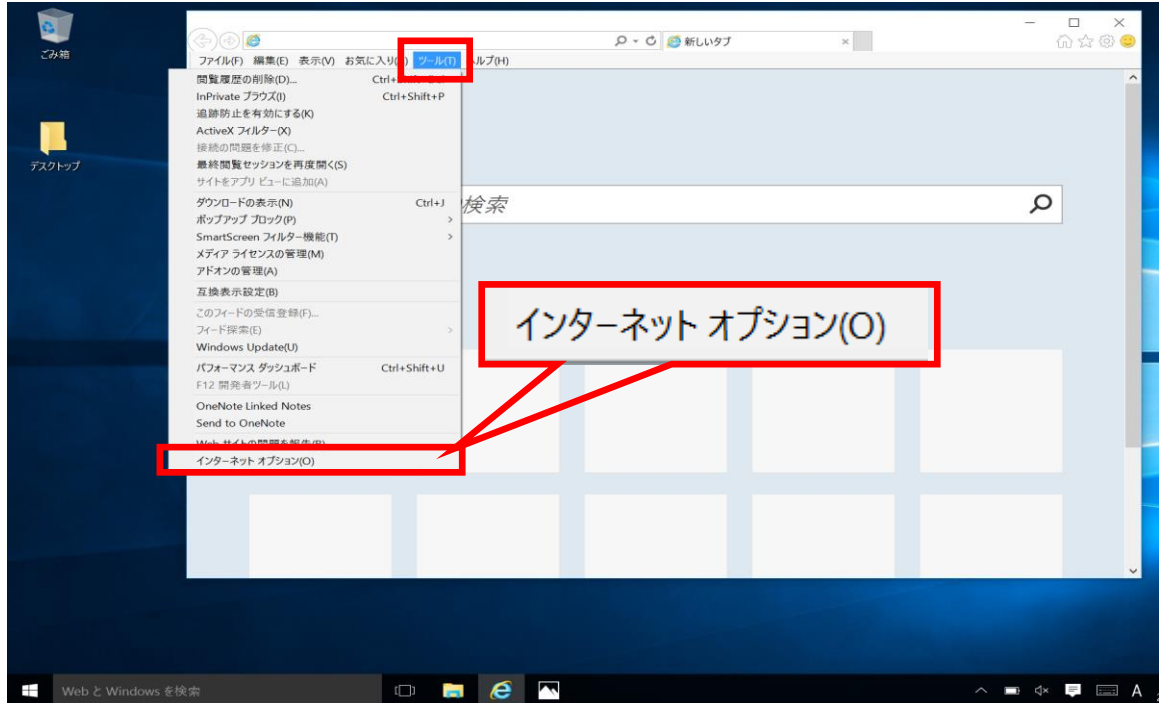 ごみ箱
デスクトップ
新しいタブ
ファイル(F) 編集(E) 表示(V) お気に入り ツール(T) ヘルプ(H)
閲覧履歴の削除(D)...
InPrivate ブラウズ(I) Ctrl+Shift+P
追跡防止を有効にする(K)
ActiveX フィルター(X)
接続の問題を修正(C)...
最終閲覧セッションを再度開く(S)
サイトをアプリ ビューに追加(A)
ダウンロードの表示(N) Ctrl+J
ポップアップ ブロック(P)
SmartScreen フィルター機能(T)
メディア ライセンスの管理(M)
アドオンの管理(A)
互換表示設定(B)
このフィードの受信登録(F)...
フィード探索(E)
Windows Update(U)
パフォーマンス ダッシュボード Ctrl+Shift+U
F12 開発者ツール(L)
OneNote Linked Notes
Send to OneNote
Web サイトの問題を報告(R)
インターネット オプション(O)
検索
インターネット オプション(O)
Web と Windows を検索
A